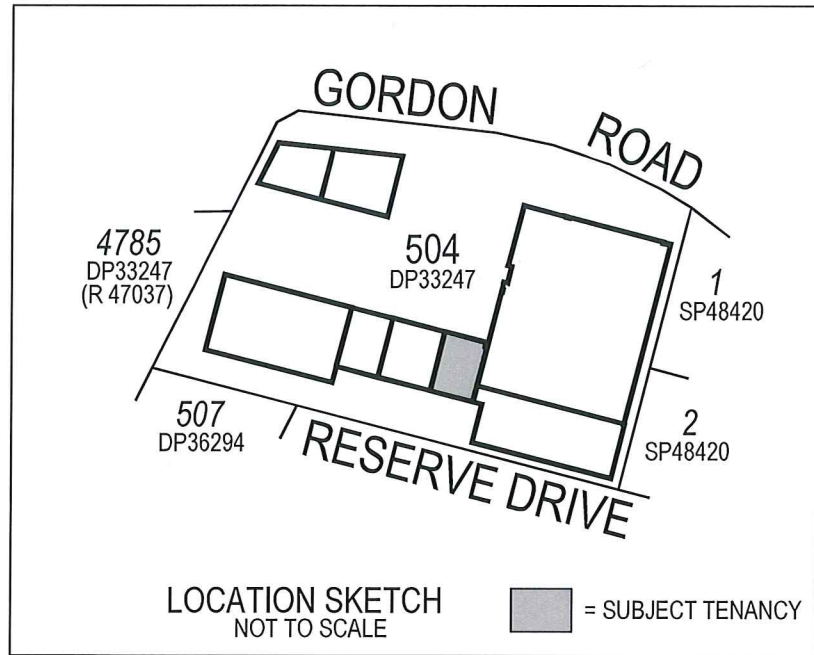 GORDON ROAD
4785
DP33247
(R 47037)
504
DP33247
1
SP48420
2
SP48420
507
DP36294
RESERVE DRIVE
LOCATION SKETCH
NOT TO SCALE
= SUBJECT TENANCY